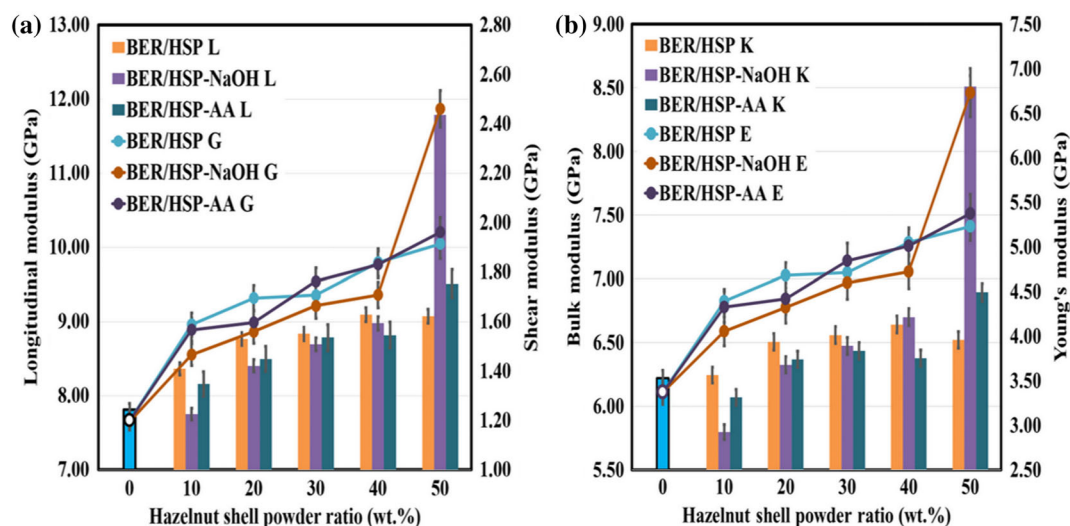 (a)
13.00
12.00
11.00
10.00
9.00
8.00
7.00
Longitudinal modulus (GPa)
BER/HSP L
BER/HSP-NaOH L
BER/HSP-AA L
BER/HSP G
BER/HSP-NaOH G
BER/HSP-AA G
2.80
2.60
2.40
2.20
2.00
1.80
1.60
1.40
1.20
1.00
Shear modulus (GPa)
0 10 20 30 40 50
Hazelnut shell powder ratio (wt.%)
(b)
9.00
8.50
8.00
7.50
7.00
6.50
6.00
5.50
Bulk modulus (GPa)
BER/HSP K
BER/HSP-NaOH K
BER/HSP-AA K
BER/HSP E
BER/HSP-NaOH E
BER/HSP-AA E
7.50
7.00
6.50
6.00
5.50
5.00
4.50
4.00
3.50
3.00
2.50
Young's modulus (GPa)
0 10 20 30 40 50
Hazelnut shell powder ratio (wt.%)